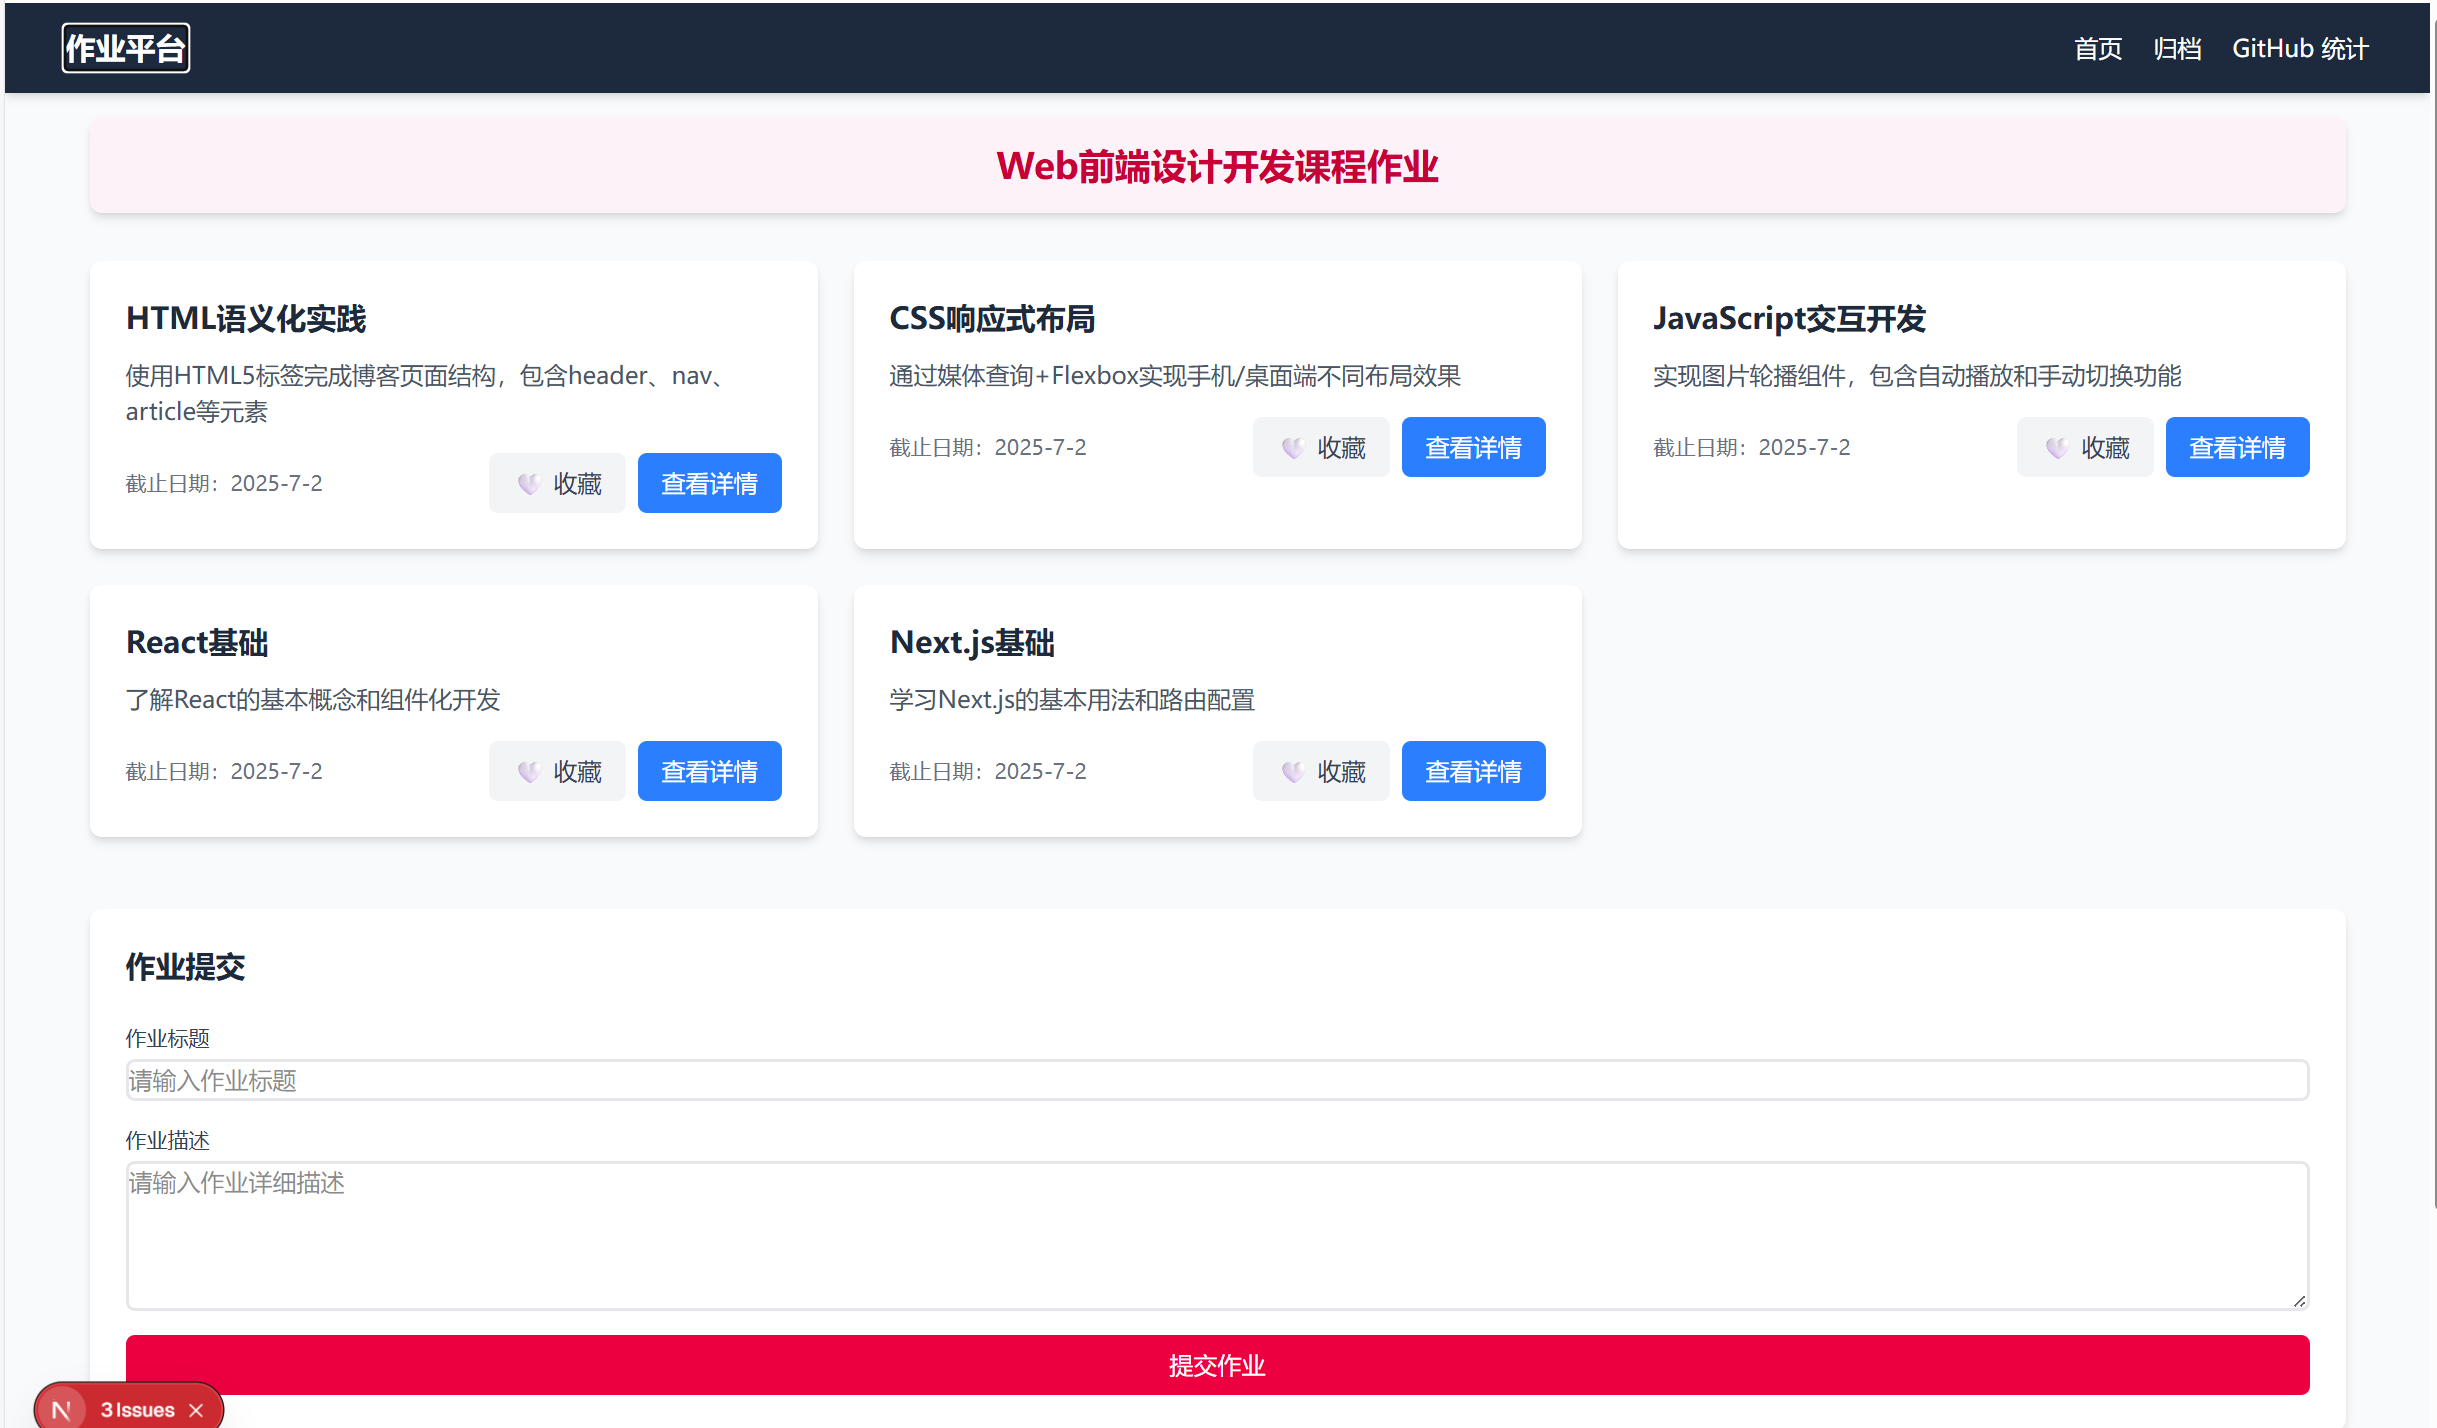 作业平台
首页 归档 GitHub 统计
Web前端设计开发课程作业
HTML语义化实践
使用HTML5标签完成博客页面结构，包含header、nav、
article等元素
截止日期：2025-7-2 收藏 查看详情
CSS响应式布局
通过媒体查询+Flexbox实现手机/桌面端不同布局效果
截止日期：2025-7-2 收藏 查看详情
JavaScript交互开发
实现图片轮播组件，包含自动播放和手动切换功能
截止日期：2025-7-2 收藏 查看详情
React基础
了解React的基本概念和组件化开发
截止日期：2025-7-2 收藏 查看详情
Next.js基础
学习Next.js的基本用法和路由配置
截止日期：2025-7-2 收藏 查看详情
作业提交
作业标题
请输入作业标题
作业描述
请输入作业详细描述
提交作业
N 3 Issues